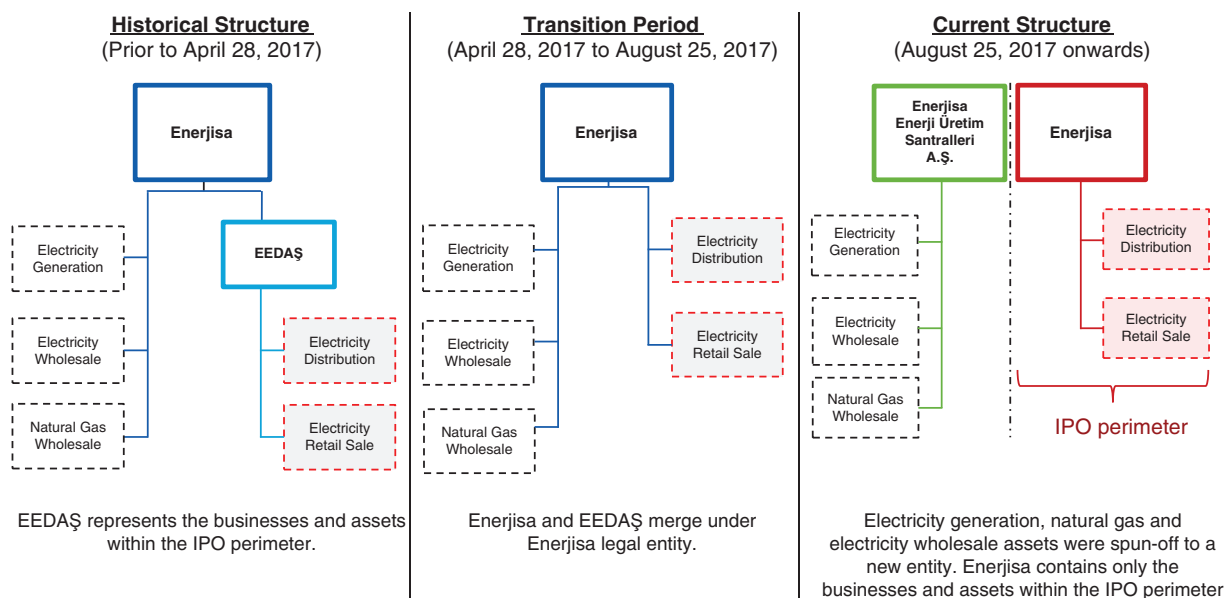 Historical Structure
(Prior to April 28, 2017)
Enerjisa
Electricity
Generation
EEDAŞ
Electricity
Wholesale
Electricity
Distribution
Natural Gas
Wholesale
Electricity
Retail Sale
EEDAŞ represents the businesses and assets
within the IPO perimeter.
Transition Period
(April 28, 2017 to August 25, 2017)
Enerjisa
Electricity
Generation
Electricity
Distribution
Electricity
Wholesale
Electricity
Retail Sale
Natural Gas
Wholesale
Enerjisa and EEDAŞ merge under
Enerjisa legal entity.
Current Structure
(August 25, 2017 onwards)
Enerjisa
Enerji Üretim
Santralleri
A.Ş.
Enerjisa
Electricity
Generation
Electricity
Distribution
Electricity
Wholesale
Electricity
Retail Sale
Natural Gas
Wholesale
IPO perimeter
Electricity generation, natural gas and
electricity wholesale assets were spun-off to a
new entity. Enerjisa contains only the
businesses and assets within the IPO perimeter